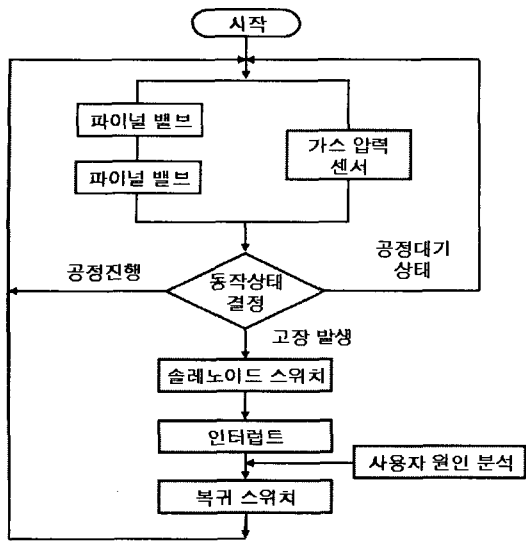 시작
파이널 밸브
파이널 밸브
가스 압력
센서
공정진행
동작상태
결정
공정대기
상태
고장 발생
솔레노이드 스위치
인터럽트
사용자 원인 분석
복귀 스위치